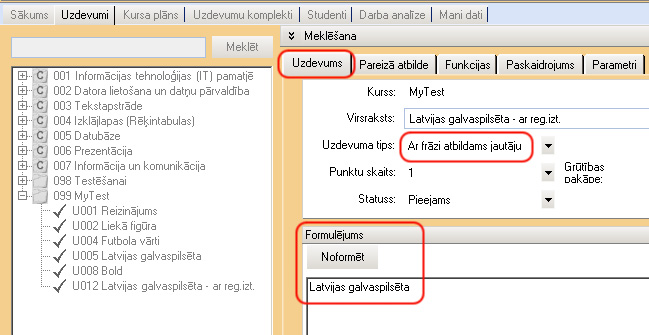 Sākums Uzdevumi Kursa plāns Uzdevumu komplekti Studenti Darba analīze Mani dati
Meklēt
001 Informācijas tehnoloģijas (IT) pamatjē
002 Datora lietošana un datņu pārvaldība
003 Tekstapstrāde
004 Izklājlapas (Rēķintabulas)
005 Datubāze
006 Prezentācija
007 Informācija un komunikācija
098 Testēšanai
099 MyTest
U001 Reizinājums
U002 Liekā figūra
U004 Futbola vārti
U005 Latvijas galvaspilsēta
U008 Bold
U012 Latvijas galvaspilsēta - ar reg.izt.
Meklēšana
Uzdevums Pareizā atbilde Funkcijas Paskaidrojums Parametri
Kurss: MyTest
Virsraksts: Latvijas galvaspilsēta - ar reg.izt.
Uzdevuma tips: Ar frāzi atbildams jautāju
Punktu skaits: 1 Grūtības pakāpe:
Statuss: Pieejams
Formulējums
Noformēt
Latvijas galvaspilsēta